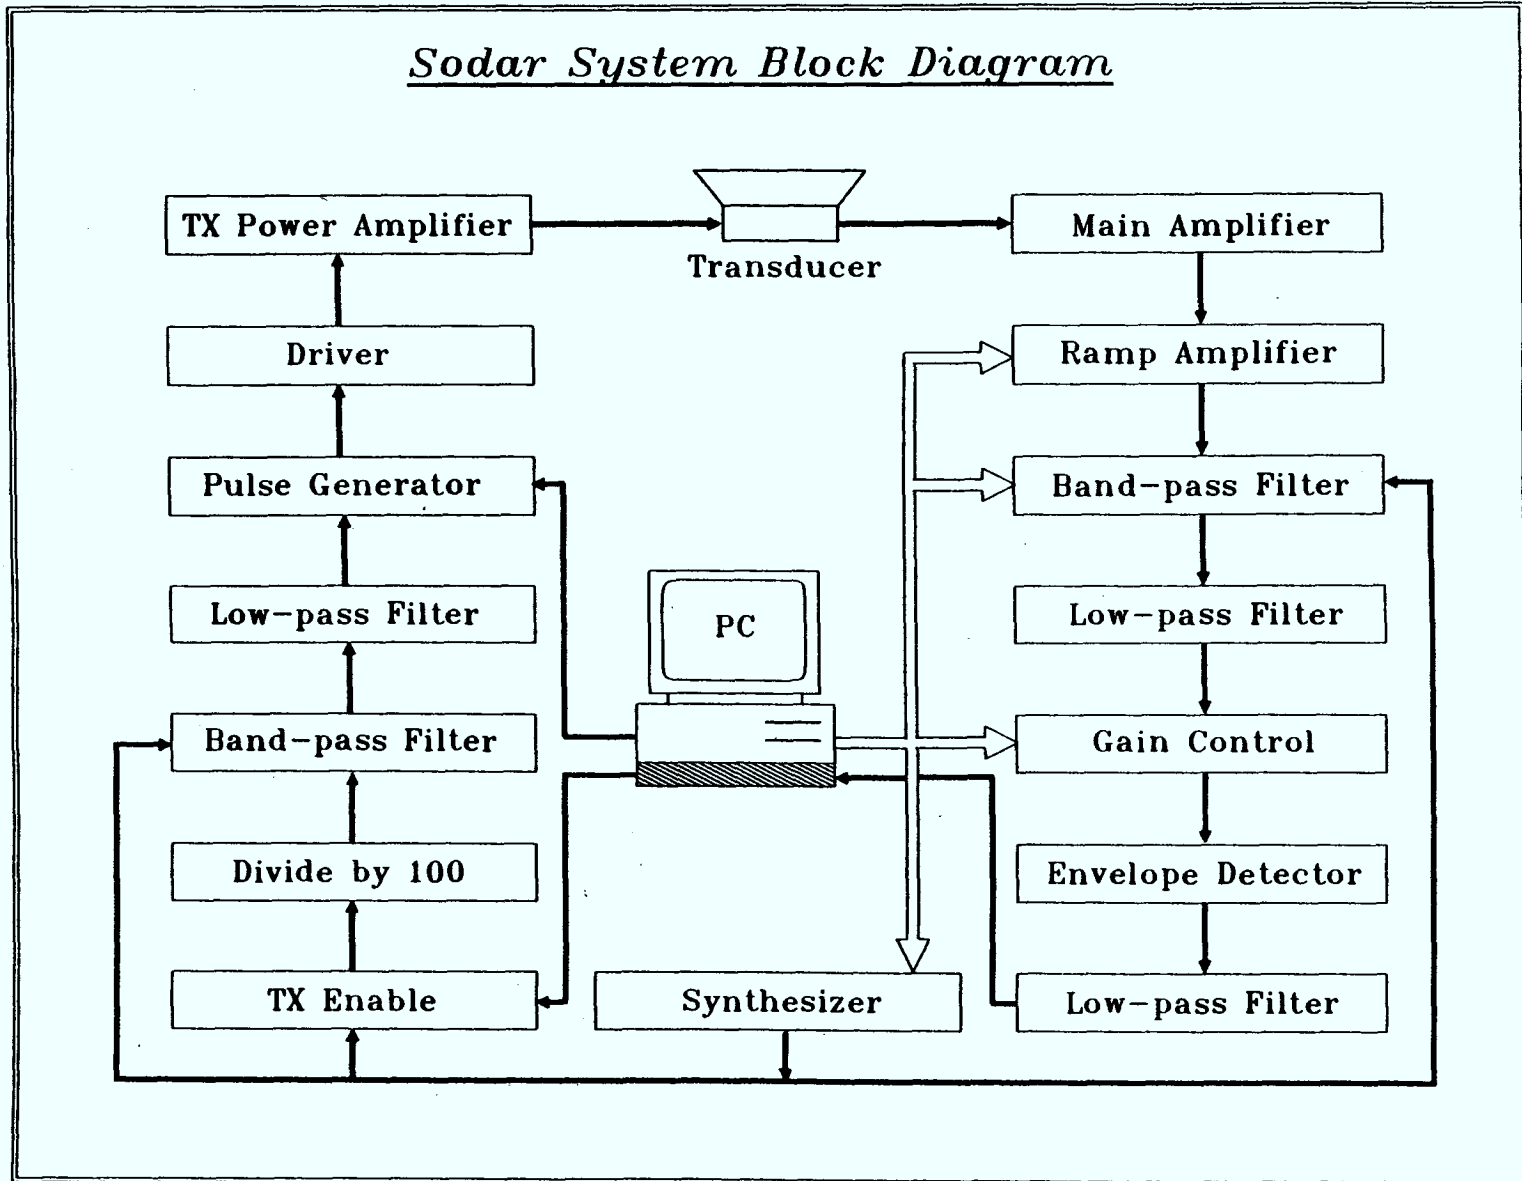 Sodar System Block Diagram
TX Power Amplifier
Transducer
Main Amplifier
Driver
Ramp Amplifier
Pulse Generator
Band-pass Filter
Low-pass Filter
PC
Low-pass Filter
Band-pass Filter
Gain Control
Divide by 100
Envelope Detector
TX Enable
Synthesizer
Low-pass Filter